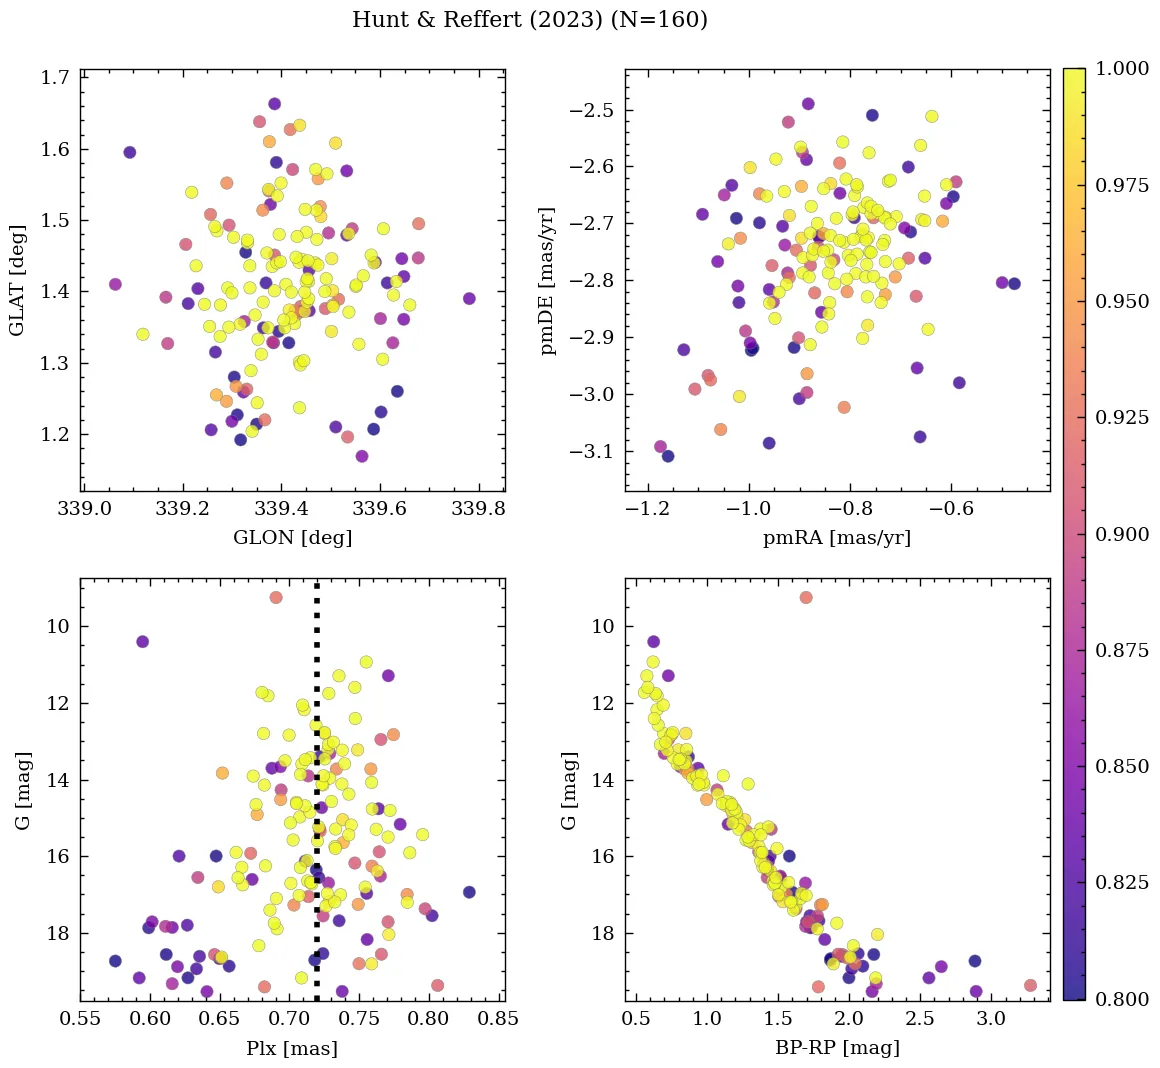 Hunt & Reffert (2023) (N=160)
1.7
1.6
1.5
1.4
1.3
1.2
GLAT [deg]
339.0 339.2 339.4 339.6 339.8
GLON [deg]
−2.5
−2.6
−2.7
−2.8
−2.9
−3.0
−3.1
pmDE [mas/yr]
−1.2 −1.0 −0.8 −0.6
pmRA [mas/yr]
10
12
14
16
18
G [mag]
0.55 0.60 0.65 0.70 0.75 0.80 0.85
Plx [mas]
10
12
14
16
18
G [mag]
0.5 1.0 1.5 2.0 2.5 3.0
BP-RP [mag]
1.000
0.975
0.950
0.925
0.900
0.875
0.850
0.825
0.800